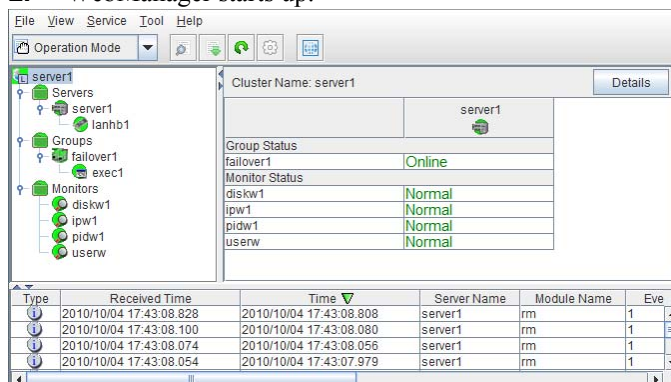 2. WebManager starts up.
File View Service Tool Help
Operation Mode
server1
Servers
server1
lanhb1
Groups
failover1
exec1
Monitors
diskw1
ipw1
pidw1
userw
Cluster Name: server1 Details
server1
Group Status
failover1 Online
Monitor Status
diskw1 Normal
ipw1 Normal
pidw1 Normal
userw Normal
Type Received Time Time Server Name Module Name Eve
2010/10/04 17:43:08.828 2010/10/04 17:43:08.808 server1 rm 1
2010/10/04 17:43:08.100 2010/10/04 17:43:08.080 server1 rm 1
2010/10/04 17:43:08.074 2010/10/04 17:43:08.056 server1 rm 1
2010/10/04 17:43:08.054 2010/10/04 17:43:07.979 server1 rm 1